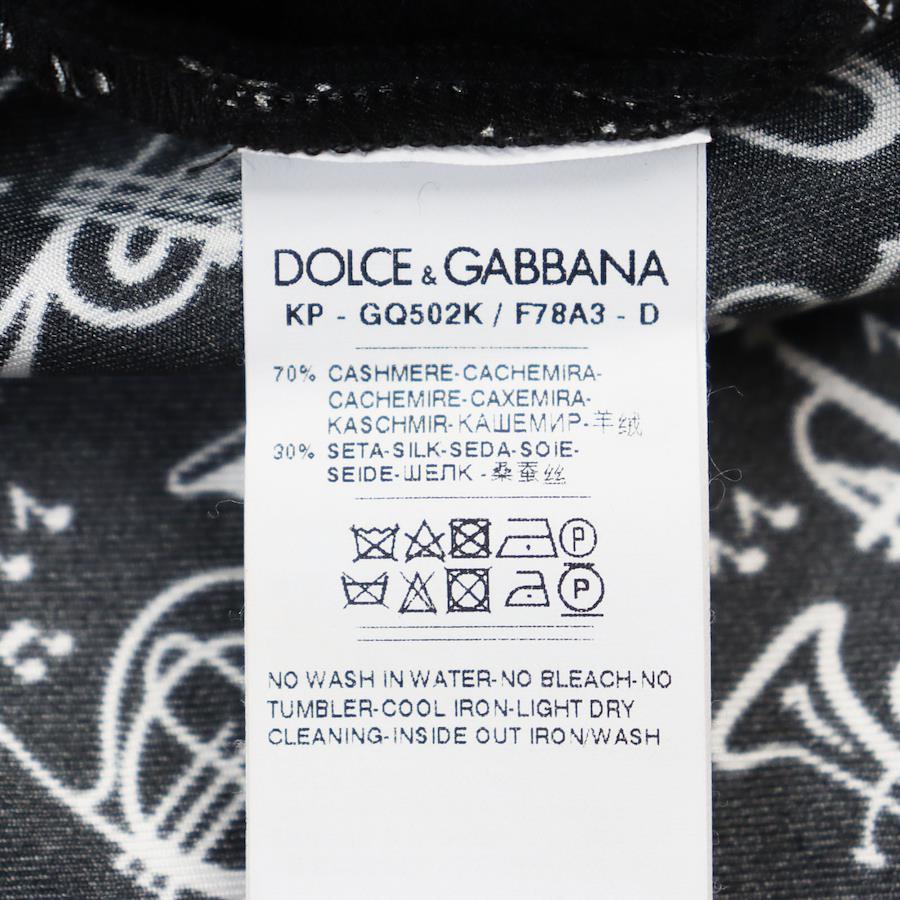 DOLCE & GABBANA
KP - GQ502K / F78A3 - D
70% CASHMERE-CACHEMIRA-
CACHEMIRE-CAXEMIRA-
KASCHMIR-КАШЕМИР-羊绒
30% SETA-SILK-SEDA-SOIE-
SEIDE-ШЕЛК-桑蚕丝
P
P
NO WASH IN WATER-NO BLEACH-NO
TUMBLER-COOL IRON-LIGHT DRY
CLEANING-INSIDE OUT IRON/WASH